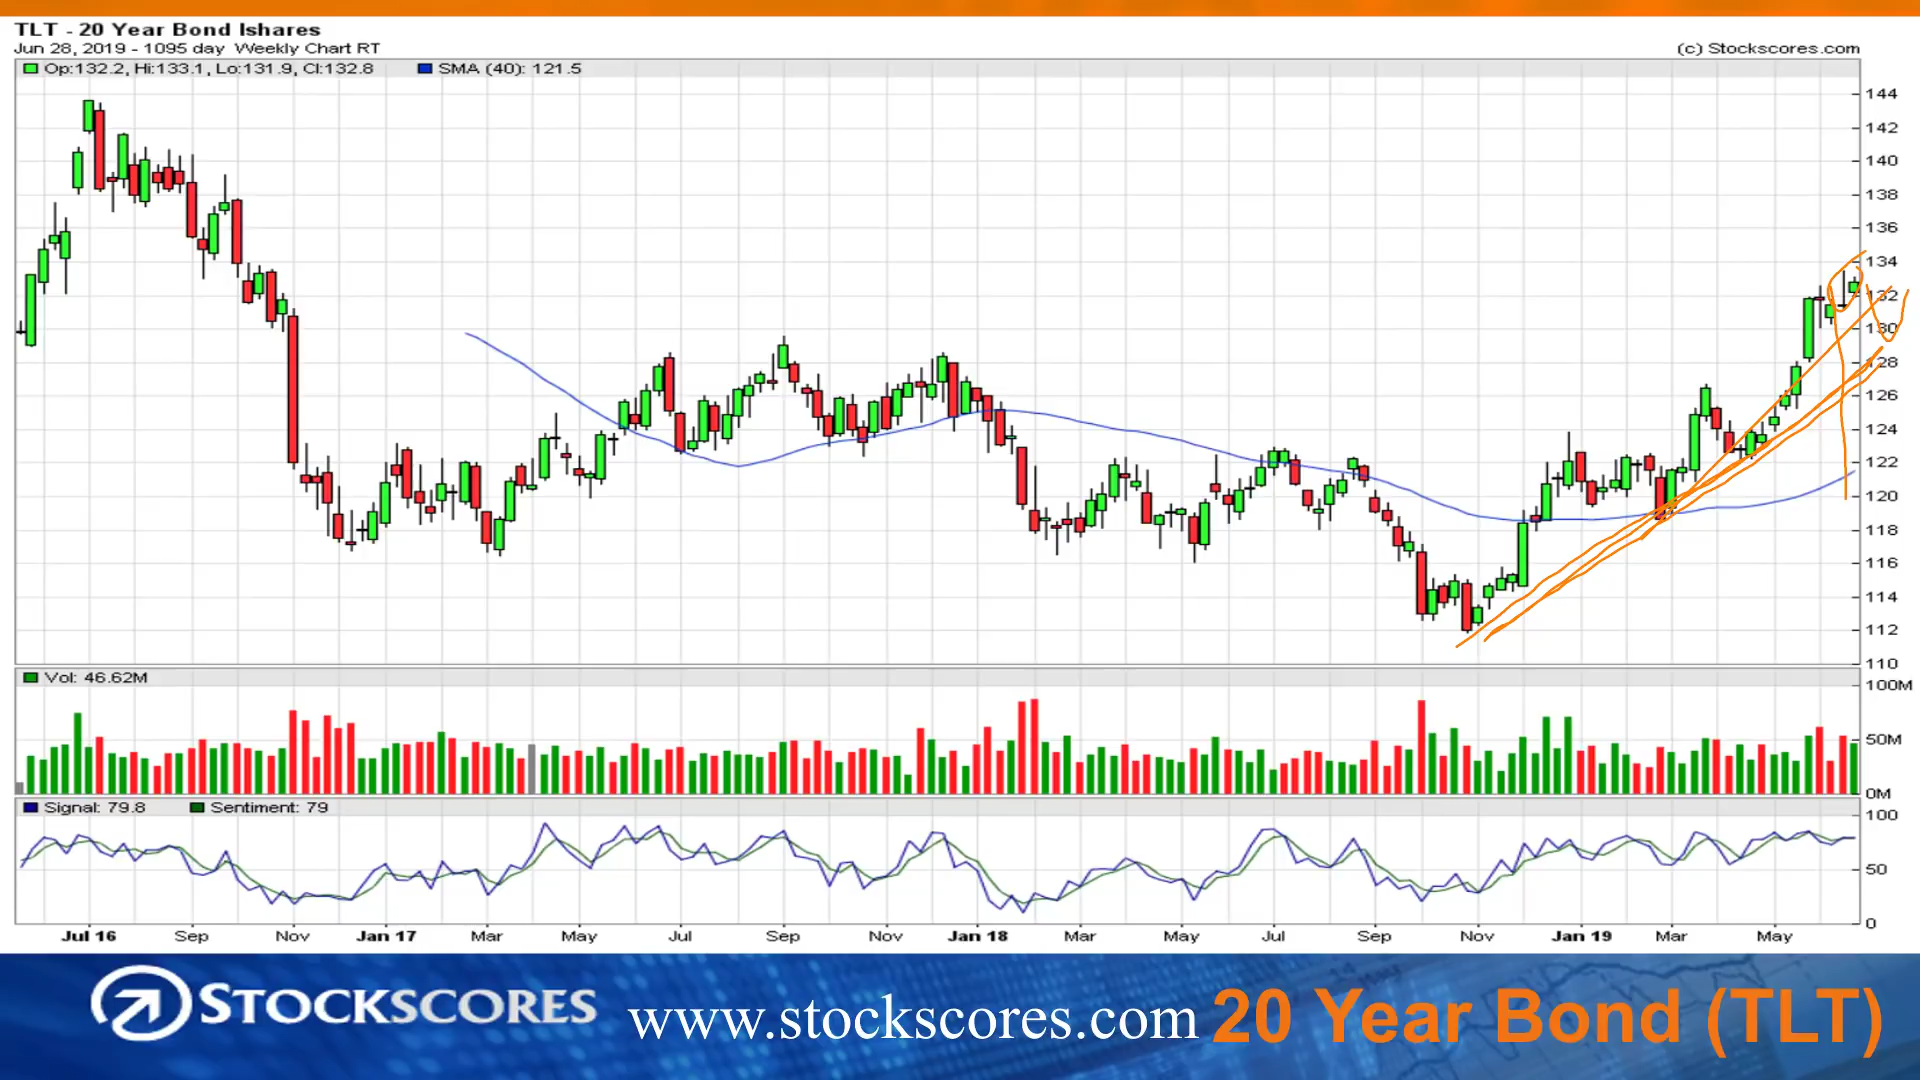 TLT - 20 Year Bond Ishares
Jun 28, 2019 - 1095 day Weekly Chart RT
(c) Stockscores.com
Op:132.2, Hi:133.1, Lo:131.9, Cl:132.8
SMA (40): 121.5
144
142
140
138
136
134
132
130
128
126
124
122
120
118
116
114
112
110
Vol: 46.62M
100M
50M
0M
Signal: 79.8
Sentiment: 79
100
50
0
Jul 16 Sep Nov Jan 17 Mar May Jul Sep Nov Jan 18 Mar May Jul Sep Nov Jan 19 Mar May
STOCKSCORES www.stockscores.com 20 Year Bond (TLT)